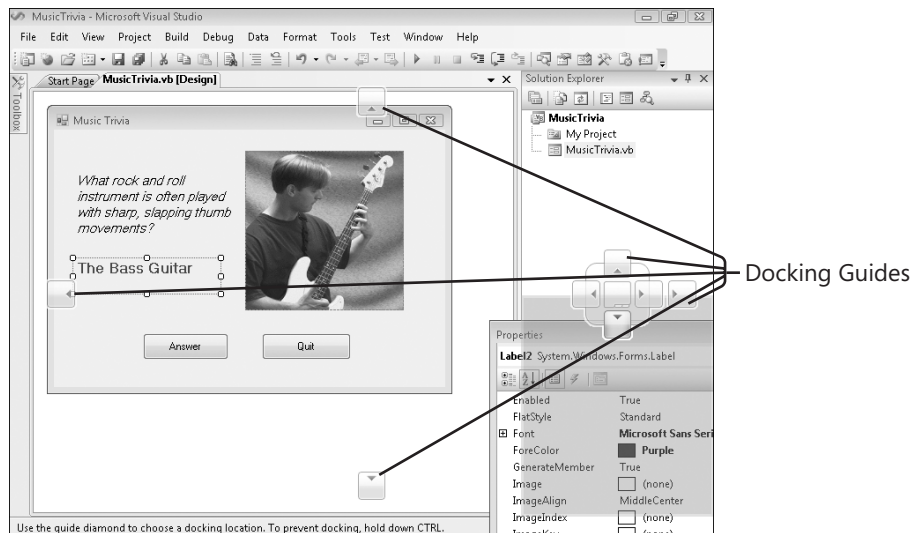 MusicTrivia - Microsoft Visual Studio
File Edit View Project Build Debug Data Format Tools Test Window Help
Toolbox
Start Page MusicTrivia.vb [Design]
Solution Explorer
Music Trivia
MusicTrivia
My Project
MusicTrivia.vb
What rock and roll
instrument is often played
with sharp, slapping thumb
movements?
The Bass Guitar
Answer Quit
Docking Guides
Properties
Label2 System.Windows.Forms.Label
Enabled True
FlatStyle Standard
Font Microsoft Sans Seri
ForeColor Purple
GenerateMember True
Image (none)
ImageAlign MiddleCenter
ImageIndex (none)
ImageKey (none)
Use the guide diamond to choose a docking location. To prevent docking, hold down CTRL.